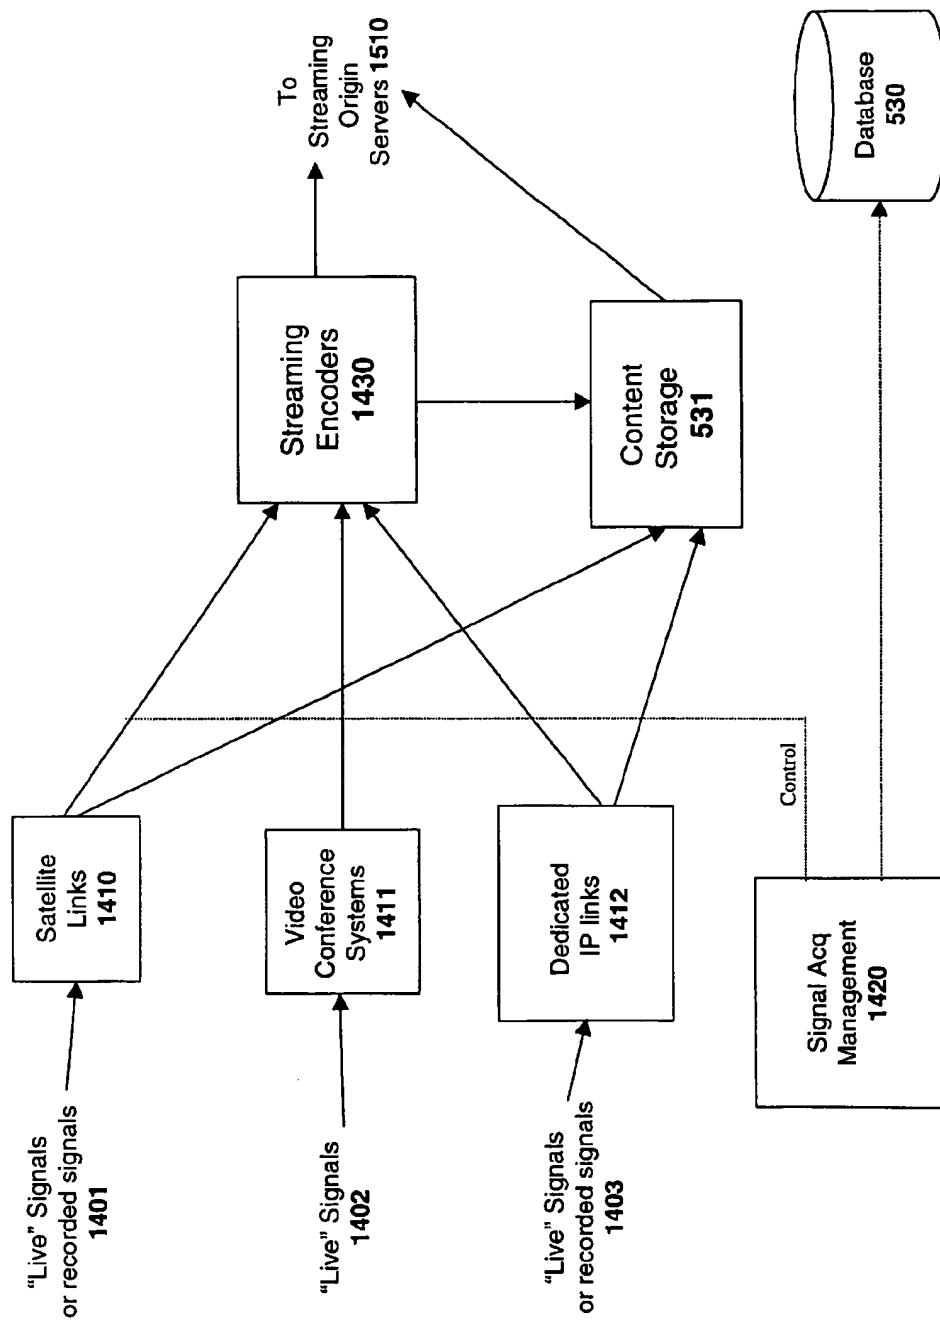 "Live" Signals
or recorded signals
1401
Satellite
Links
1410
"Live" Signals
1402
Video
Conference
Systems
1411
"Live" Signals
or recorded signals
1403
Dedicated
IP links
1412
Signal Acq
Management
1420
Control
Streaming
Encoders
1430
Content
Storage
531
To
Streaming
Origin
Servers 1510
Database
530